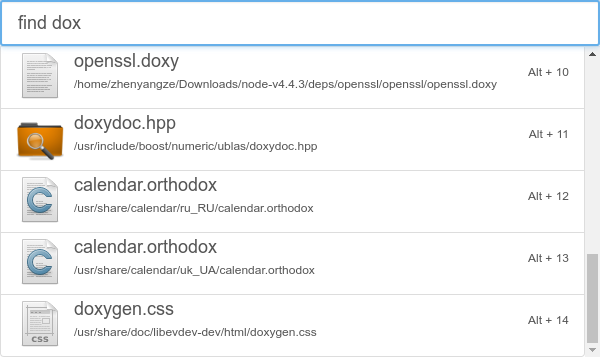 find dox
openssl.doxy
/home/zhenyangze/Downloads/node-v4.4.3/deps/openssl/openssl/openssl.doxy
Alt + 10
doxydoc.hpp
/usr/include/boost/numeric/ublas/doxydoc.hpp
Alt + 11
calendar.orthodox
/usr/share/calendar/ru_RU/calendar.orthodox
Alt + 12
calendar.orthodox
/usr/share/calendar/uk_UA/calendar.orthodox
Alt + 13
doxygen.css
/usr/share/doc/libevdev-dev/html/doxygen.css
Alt + 14
CSS